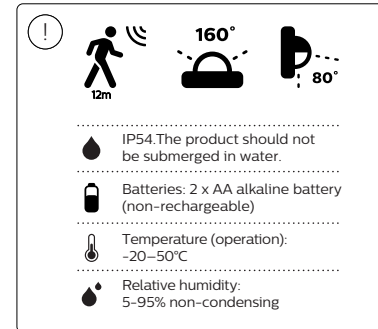 !
160°
80°
12m
IP54.The product should not
be submerged in water.
Batteries: 2 x AA alkaline battery
(non-rechargeable)
Temperature (operation):
-20–50°C
Relative humidity:
5-95% non-condensing